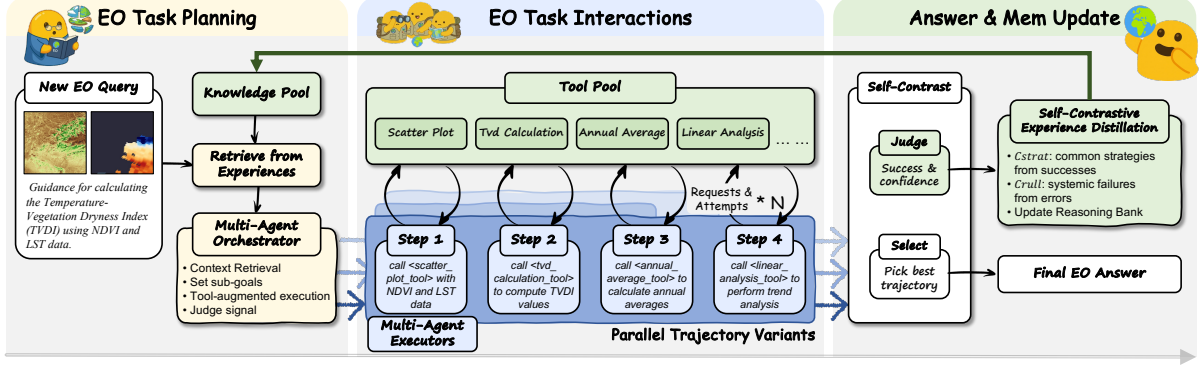 EO Task Planning
New EO Query
Guidance for calculating
the Temperature-
Vegetation Dryness Index
(TVDI) using NDVI and
LST data.
Knowledge Pool
Retrieve from
Experiences
Multi-Agent
Orchestrator
• Context Retrieval
• Set sub-goals
• Tool-augmented execution
• Judge signal
EO Task Interactions
Tool Pool
Scatter Plot
Tvd Calculation
Annual Average
Linear Analysis
... ...
Requests &
Attempts
* N
Step 1
call <scatter_
plot_tool> with
NDVI and LST
data
Step 2
call <tvd_
calculation_tool>
to compute TVDI
values
Step 3
call <annual_
average_tool> to
calculate annual
averages
Step 4
call <linear_
analysis_tool> to
perform trend
analysis
Multi-Agent
Executors
Parallel Trajectory Variants
Answer & Mem Update
Self-Contrast
Judge
Success &
confidence
Select
Pick best
trajectory
Self-Contrastive
Experience Distillation
• Cstrat: common strategies
from successes
• Crull: systemic failures
from errors
• Update Reasoning Bank
Final EO Answer